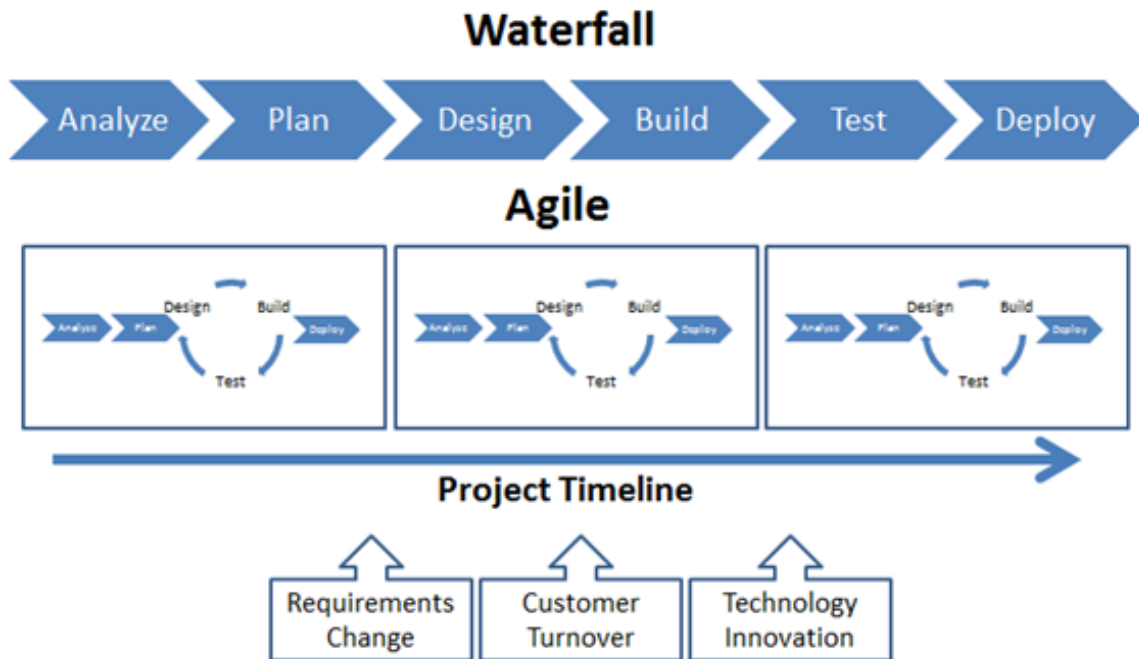 Waterfall
Analyze Plan Design Build Test Deploy
Agile
Design Build
Analysis Plan Deploy
Test
Design Build
Analysis Plan Deploy
Test
Design Build
Analysis Plan Deploy
Test
Project Timeline
Requirements
Change
Customer
Turnover
Technology
Innovation